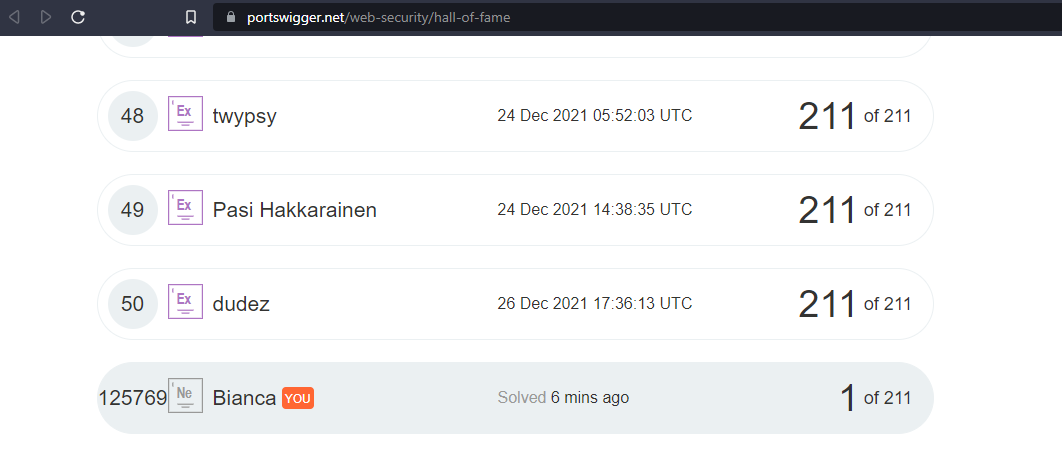 portswigger.net/web-security/hall-of-fame
48 Ex twypsy 24 Dec 2021 05:52:03 UTC 211 of 211
49 Ex Pasi Hakkarainen 24 Dec 2021 14:38:35 UTC 211 of 211
50 Ex dudez 26 Dec 2021 17:36:13 UTC 211 of 211
125769 Ne Bianca YOU Solved 6 mins ago 1 of 211